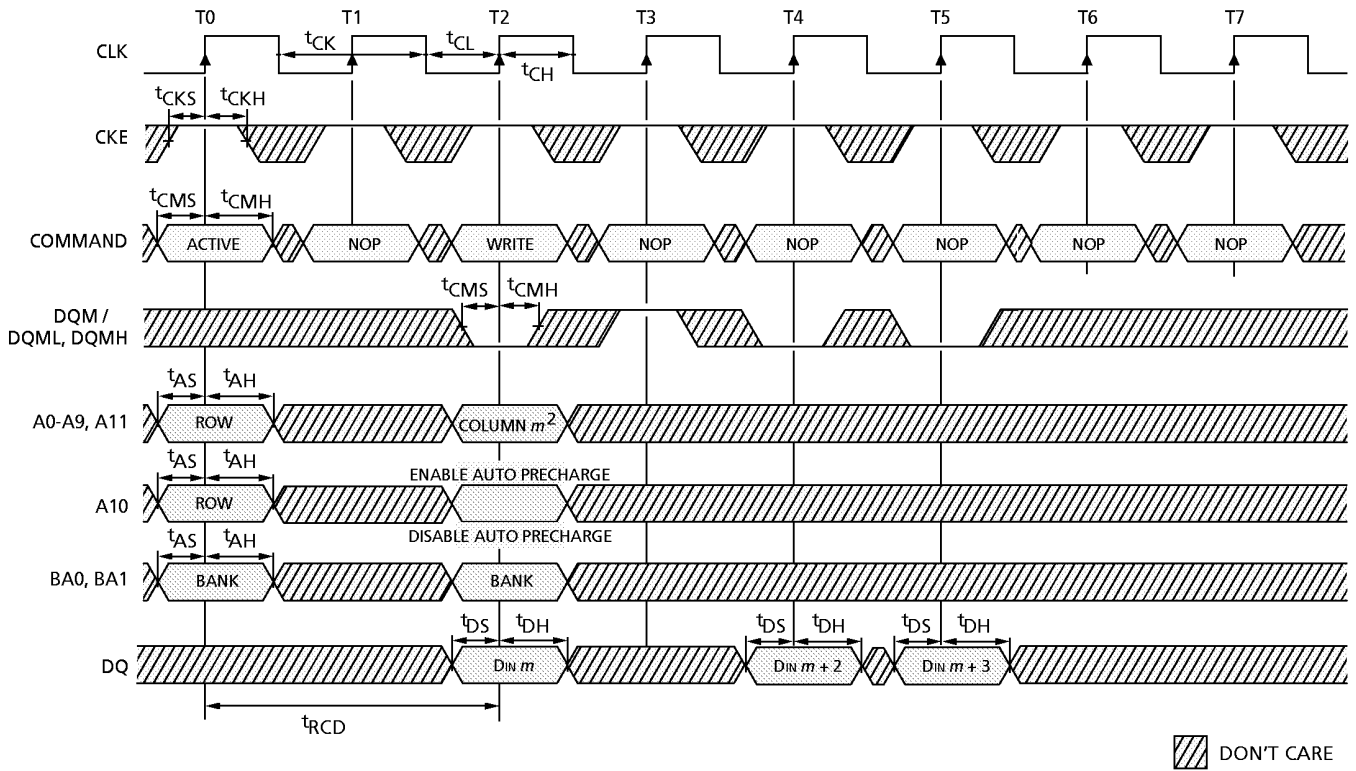 T0 T1 T2 T3 T4 T5 T6 T7
CLK tCK tCL
tCH
tCKS tCKH
CKE
tCMS tCMH
COMMAND ACTIVE NOP WRITE NOP NOP NOP NOP NOP
tCMS tCMH
DQM /
DQML, DQMH
tAS tAH
A0-A9, A11 ROW COLUMN m2
tAS tAH ENABLE AUTO PRECHARGE
A10 ROW
DISABLE AUTO PRECHARGE
tAS tAH
BA0, BA1 BANK BANK
tDS tDH tDS tDH tDS tDH
DQ DIN m DIN m + 2 DIN m + 3
tRCD
DON'T CARE